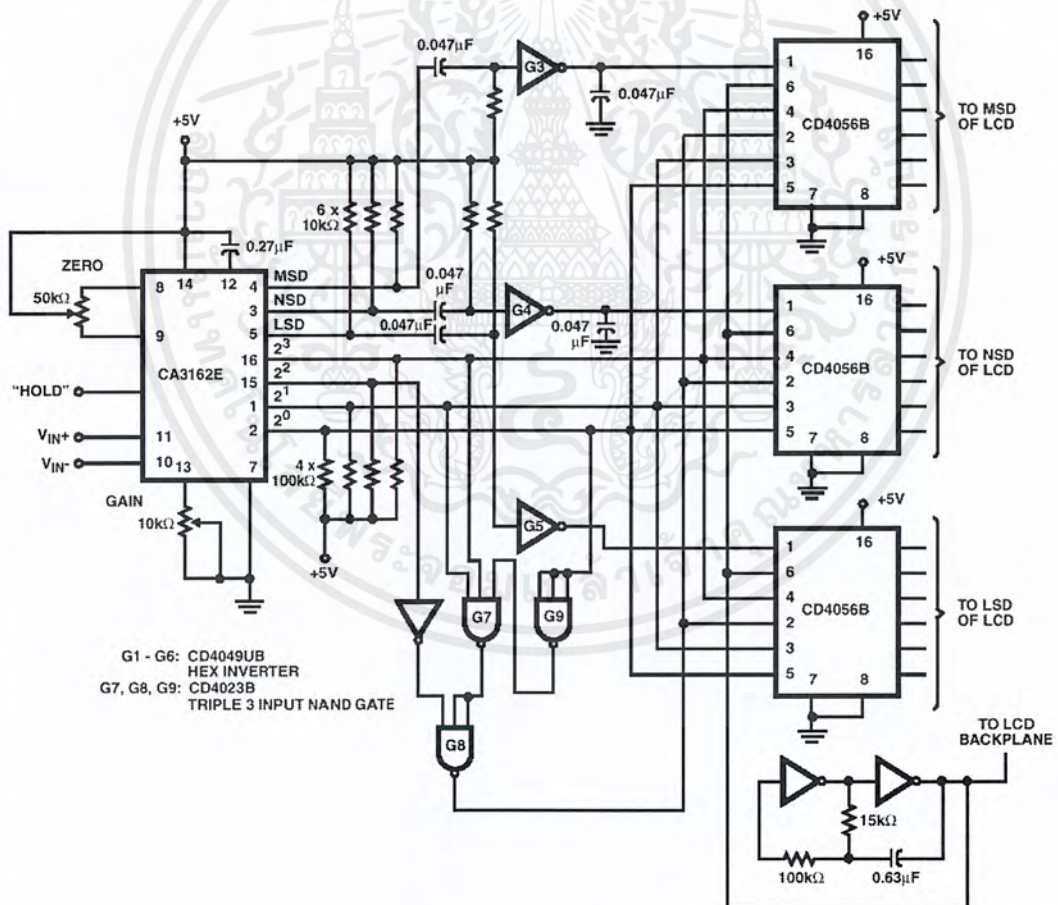 +5V
16
0.047µF
G3
0.047µF
1
6
4
2
3
5
CD4056B
7
8
TO MSD
OF LCD
+5V
6 x
10kΩ
0.27µF
ZERO
50kΩ
8
14
12
4
MSD
3
NSD
5
LSD
9
16
2³
15
2²
1
2¹
2
2⁰
CA3162E
"HOLD"
VIN+
11
VIN-
10
13
7
GAIN
10kΩ
0.047
µF
0.047µF
G4
0.047
µF
4 x
100kΩ
+5V
+5V
16
1
6
4
2
3
5
CD4056B
7
8
TO NSD
OF LCD
G5
G7
G9
G8
+5V
16
1
6
4
2
3
5
CD4056B
7
8
TO LSD
OF LCD
G1 - G6: CD4049UB
HEX INVERTER
G7, G8, G9: CD4023B
TRIPLE 3 INPUT NAND GATE
TO LCD
BACKPLANE
15kΩ
100kΩ
0.63µF